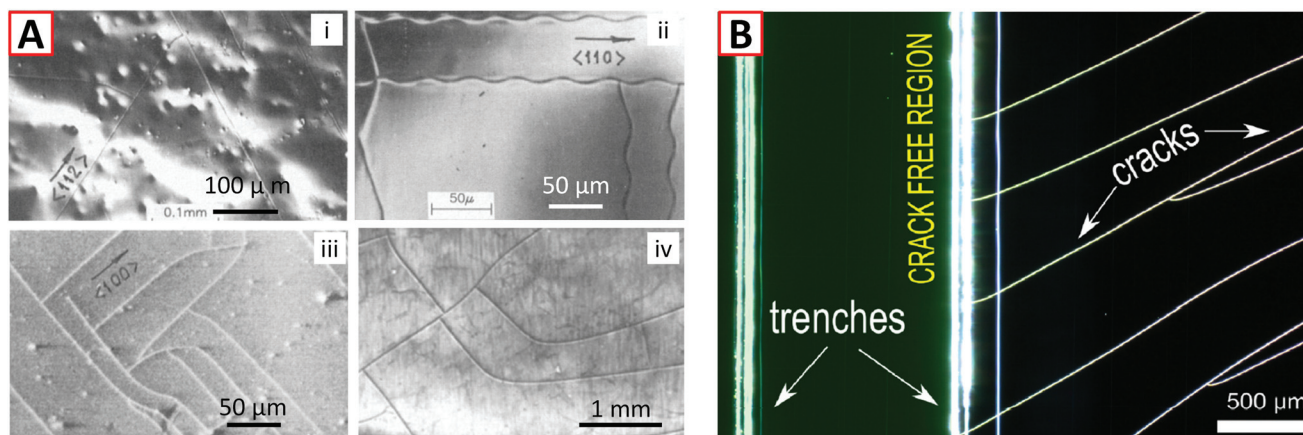 A
i
<112>
0.1mm
100 μ m
ii
<110>
50μ
50 μm
iii
<100>
50 μm
iv
1 mm
B
CRACK FREE REGION
cracks
trenches
500 μm